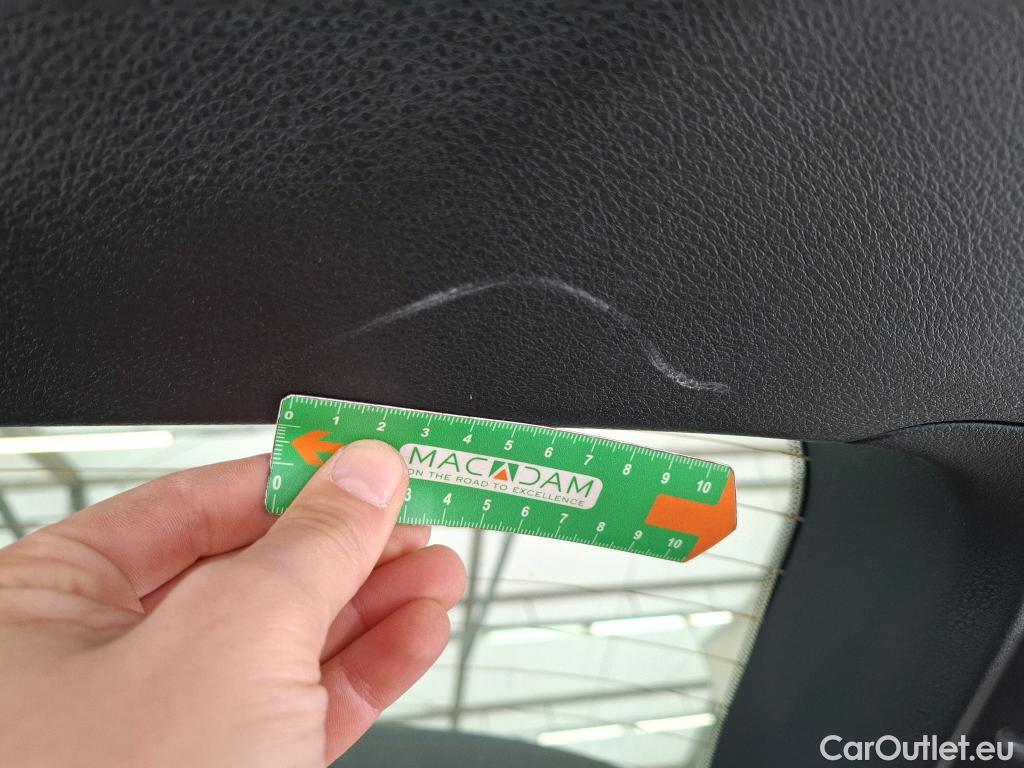 0 1 2 3 4 5 6 7 8 9 10
MACADAM
ON THE ROAD TO EXCELLENCE
0 3 4 5 6 7 8 9 10
CarOutlet.eu